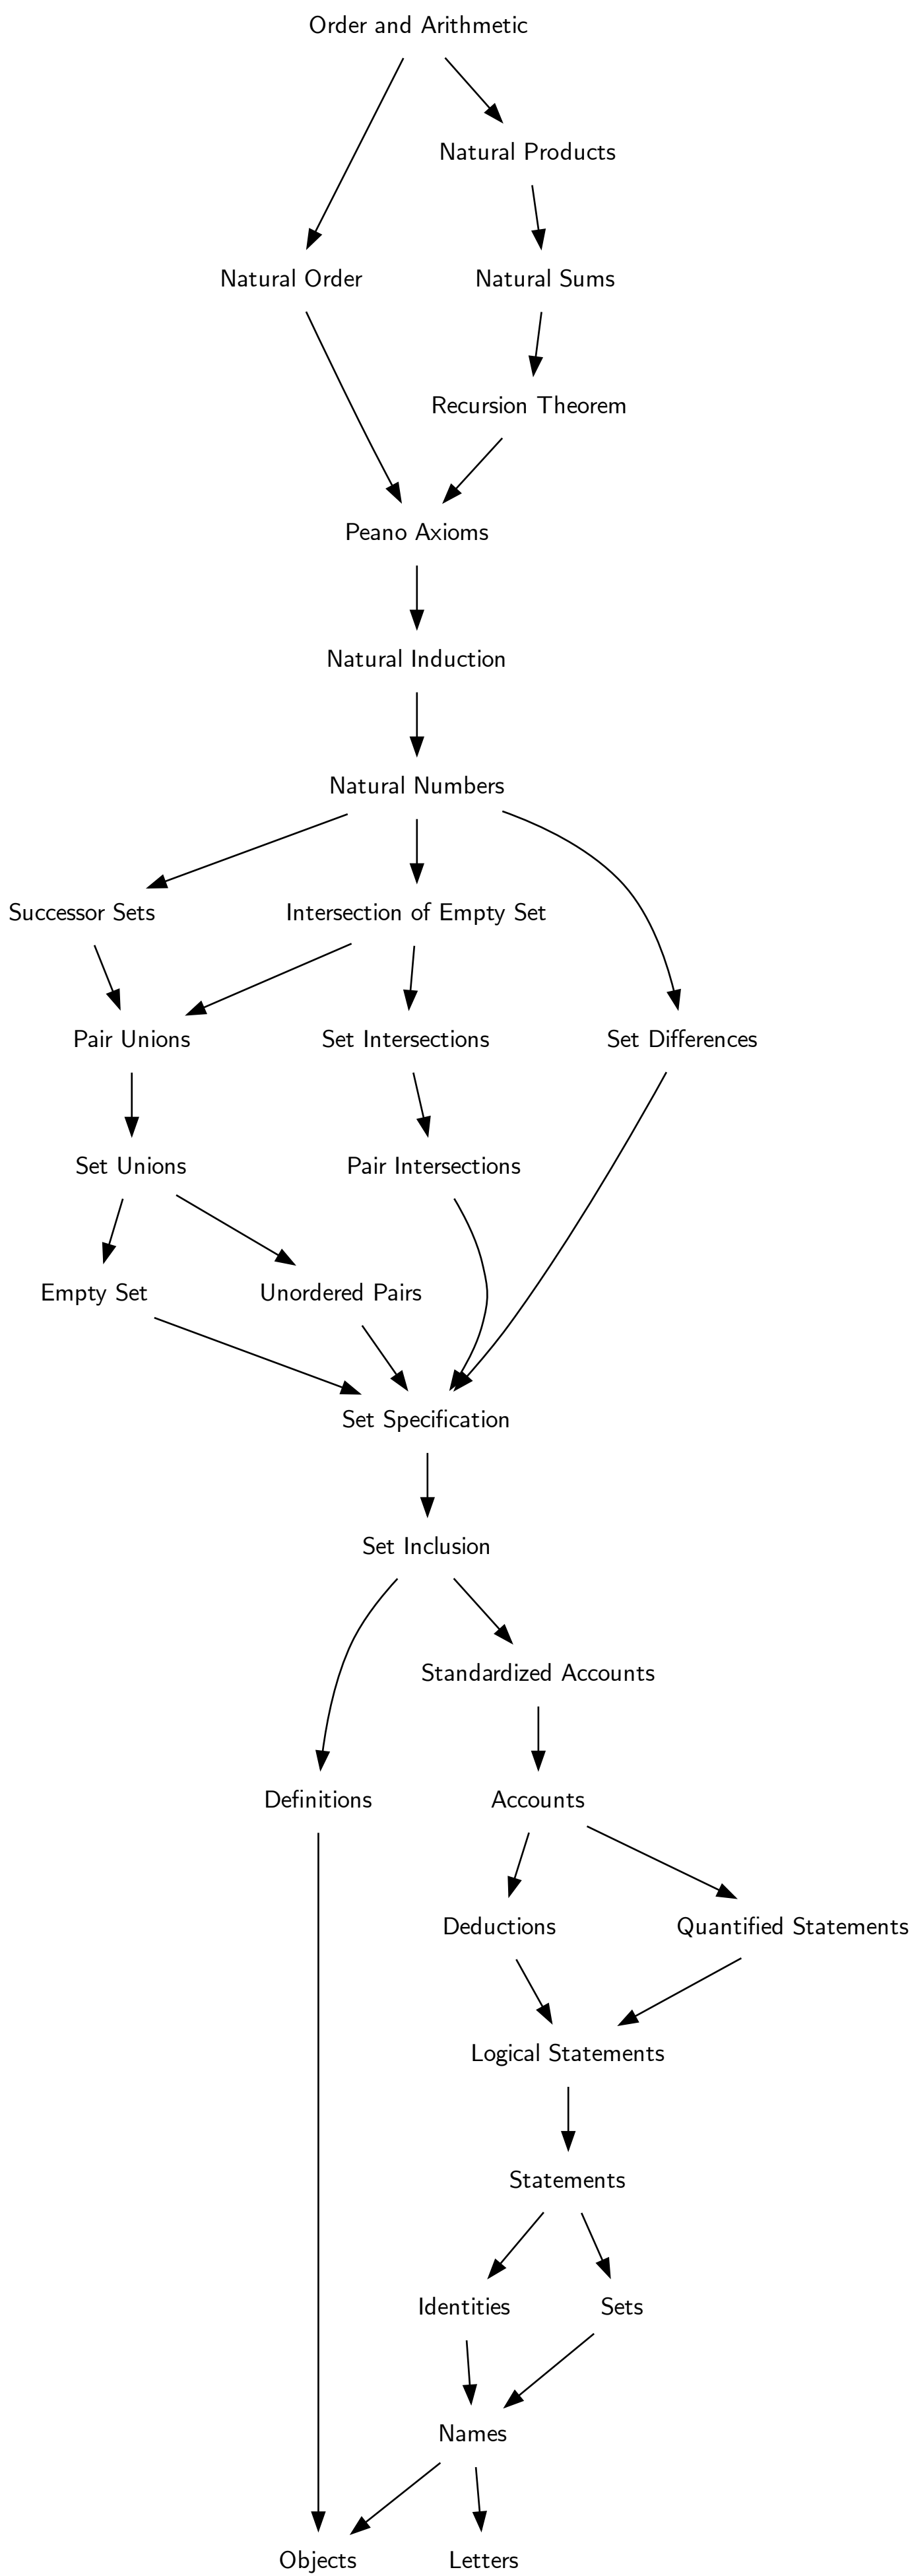 Order and Arithmetic
Natural Products
Natural Order
Natural Sums
Recursion Theorem
Peano Axioms
Natural Induction
Natural Numbers
Successor Sets
Intersection of Empty Set
Pair Unions
Set Intersections
Set Differences
Set Unions
Pair Intersections
Empty Set
Unordered Pairs
Set Specification
Set Inclusion
Standardized Accounts
Definitions
Accounts
Deductions
Quantified Statements
Logical Statements
Statements
Identities
Sets
Names
Objects
Letters